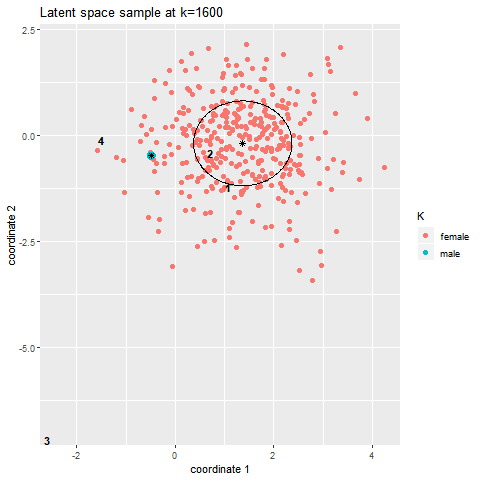 Latent space sample at k=1600
2.5
0.0
-2.5
-5.0
coordinate 2
4
2
1
3
-2
0
2
4
coordinate 1
K
female
male